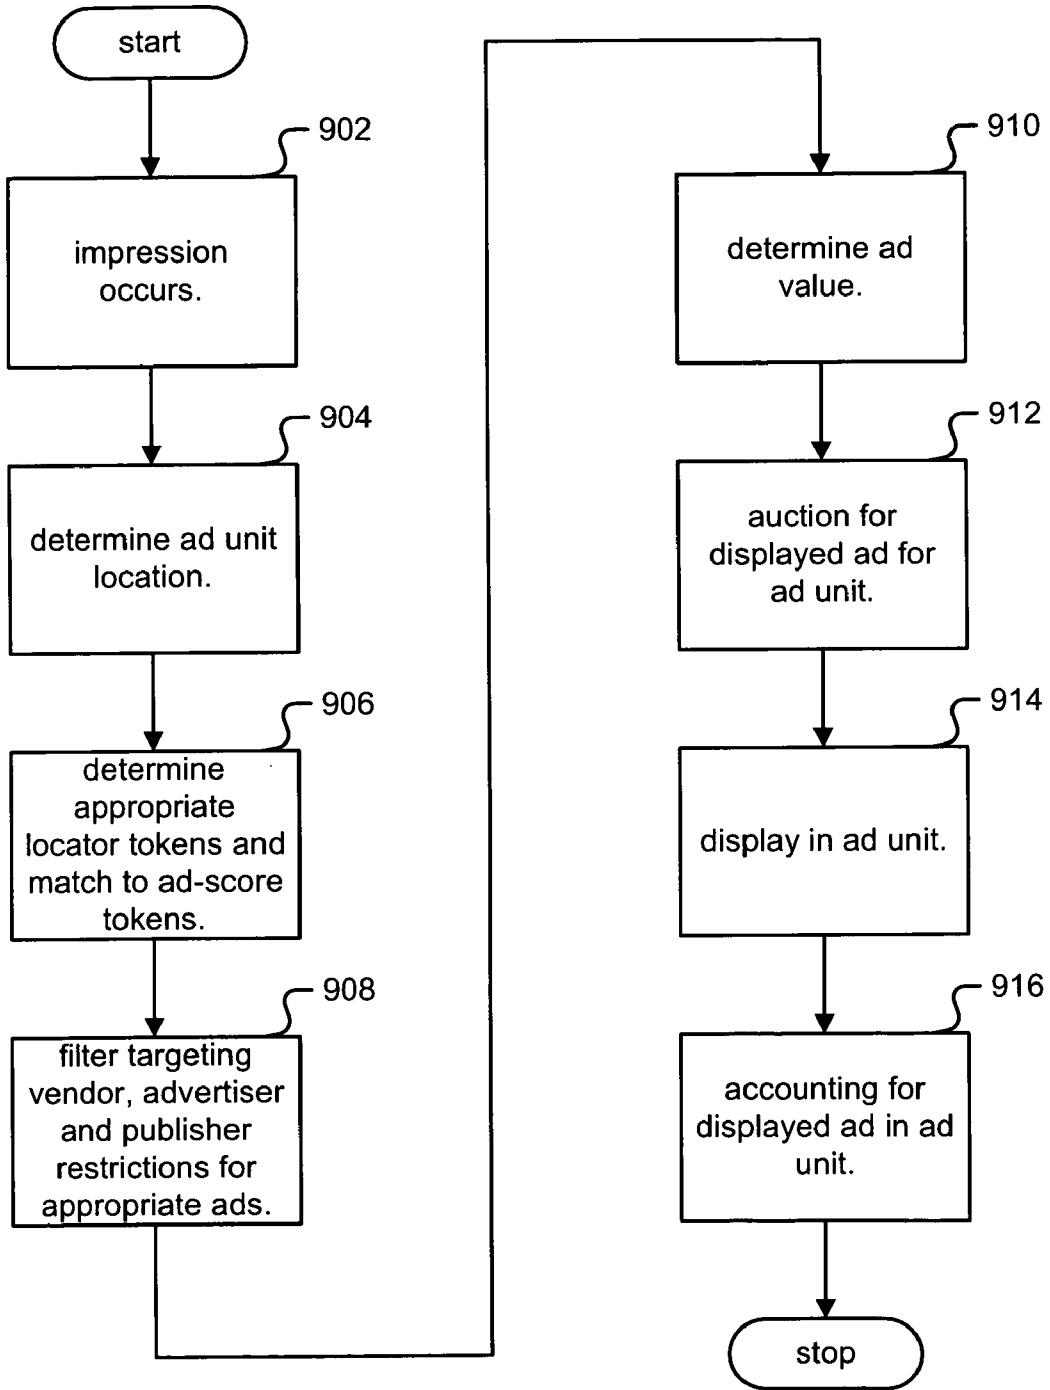 start
902
impression
occurs.
904
determine ad unit
location.
906
determine
appropriate
locator tokens and
match to ad-score
tokens.
908
filter targeting
vendor, advertiser
and publisher
restrictions for
appropriate ads.
910
determine ad
value.
912
auction for
displayed ad for
ad unit.
914
display in ad unit.
916
accounting for
displayed ad in ad
unit.
stop